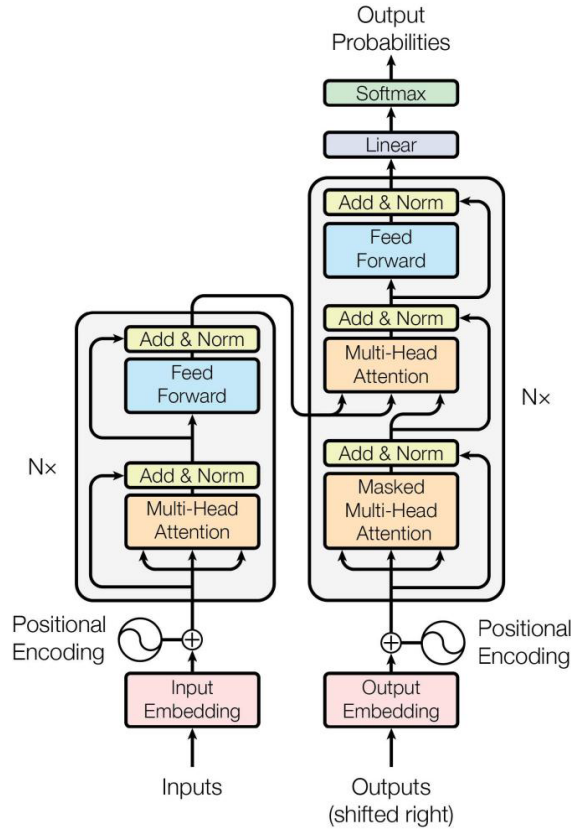 Output
Probabilities
Softmax
Linear
Add & Norm
Feed
Forward
Add & Norm
Multi-Head
Attention
Add & Norm
Masked
Multi-Head
Attention
Nx
Add & Norm
Feed
Forward
Add & Norm
Multi-Head
Attention
Nx
Positional
Encoding
Positional
Encoding
Input
Embedding
Output
Embedding
Inputs
Outputs
(shifted right)